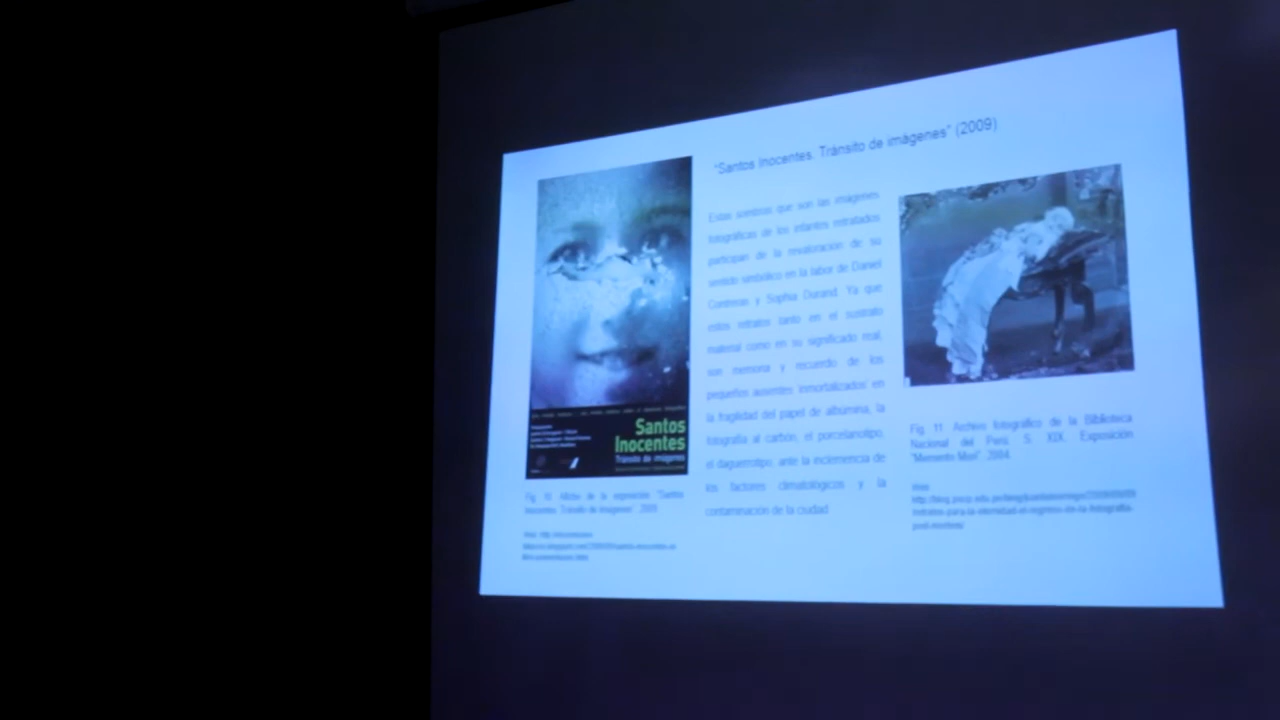 "Santos Inocentes. Tránsito de imágenes" (2009)
Santos
Inocentes
Tránsito de imágenes
Fig. 10. Afiche de la exposición "Santos
Inocentes. Tránsito de Imágenes". 2009.
Estas sombras que son las imágenes
fotográficas de los infantes retratados
participan de la revaloración de su
sentido simbólico en la labor de Daniel
Contreras y Sophia Durand. Ya que
estos retratos tanto en el sustrato
material como en su significado real,
son memoria y recuerdo de los
pequeños ausentes inmortalizados en
la fragilidad del papel de albúmina, la
fotografía al carbón, el porcelanotipo,
el daguerrotipo; ante la inclemencia de
los factores climatológicos y la
contaminación de la ciudad.
Fig. 11. Archivo fotográfico de la Biblioteca
Nacional del Perú. S. XIX. Exposición
"Memento Mori". 2004.
Web: